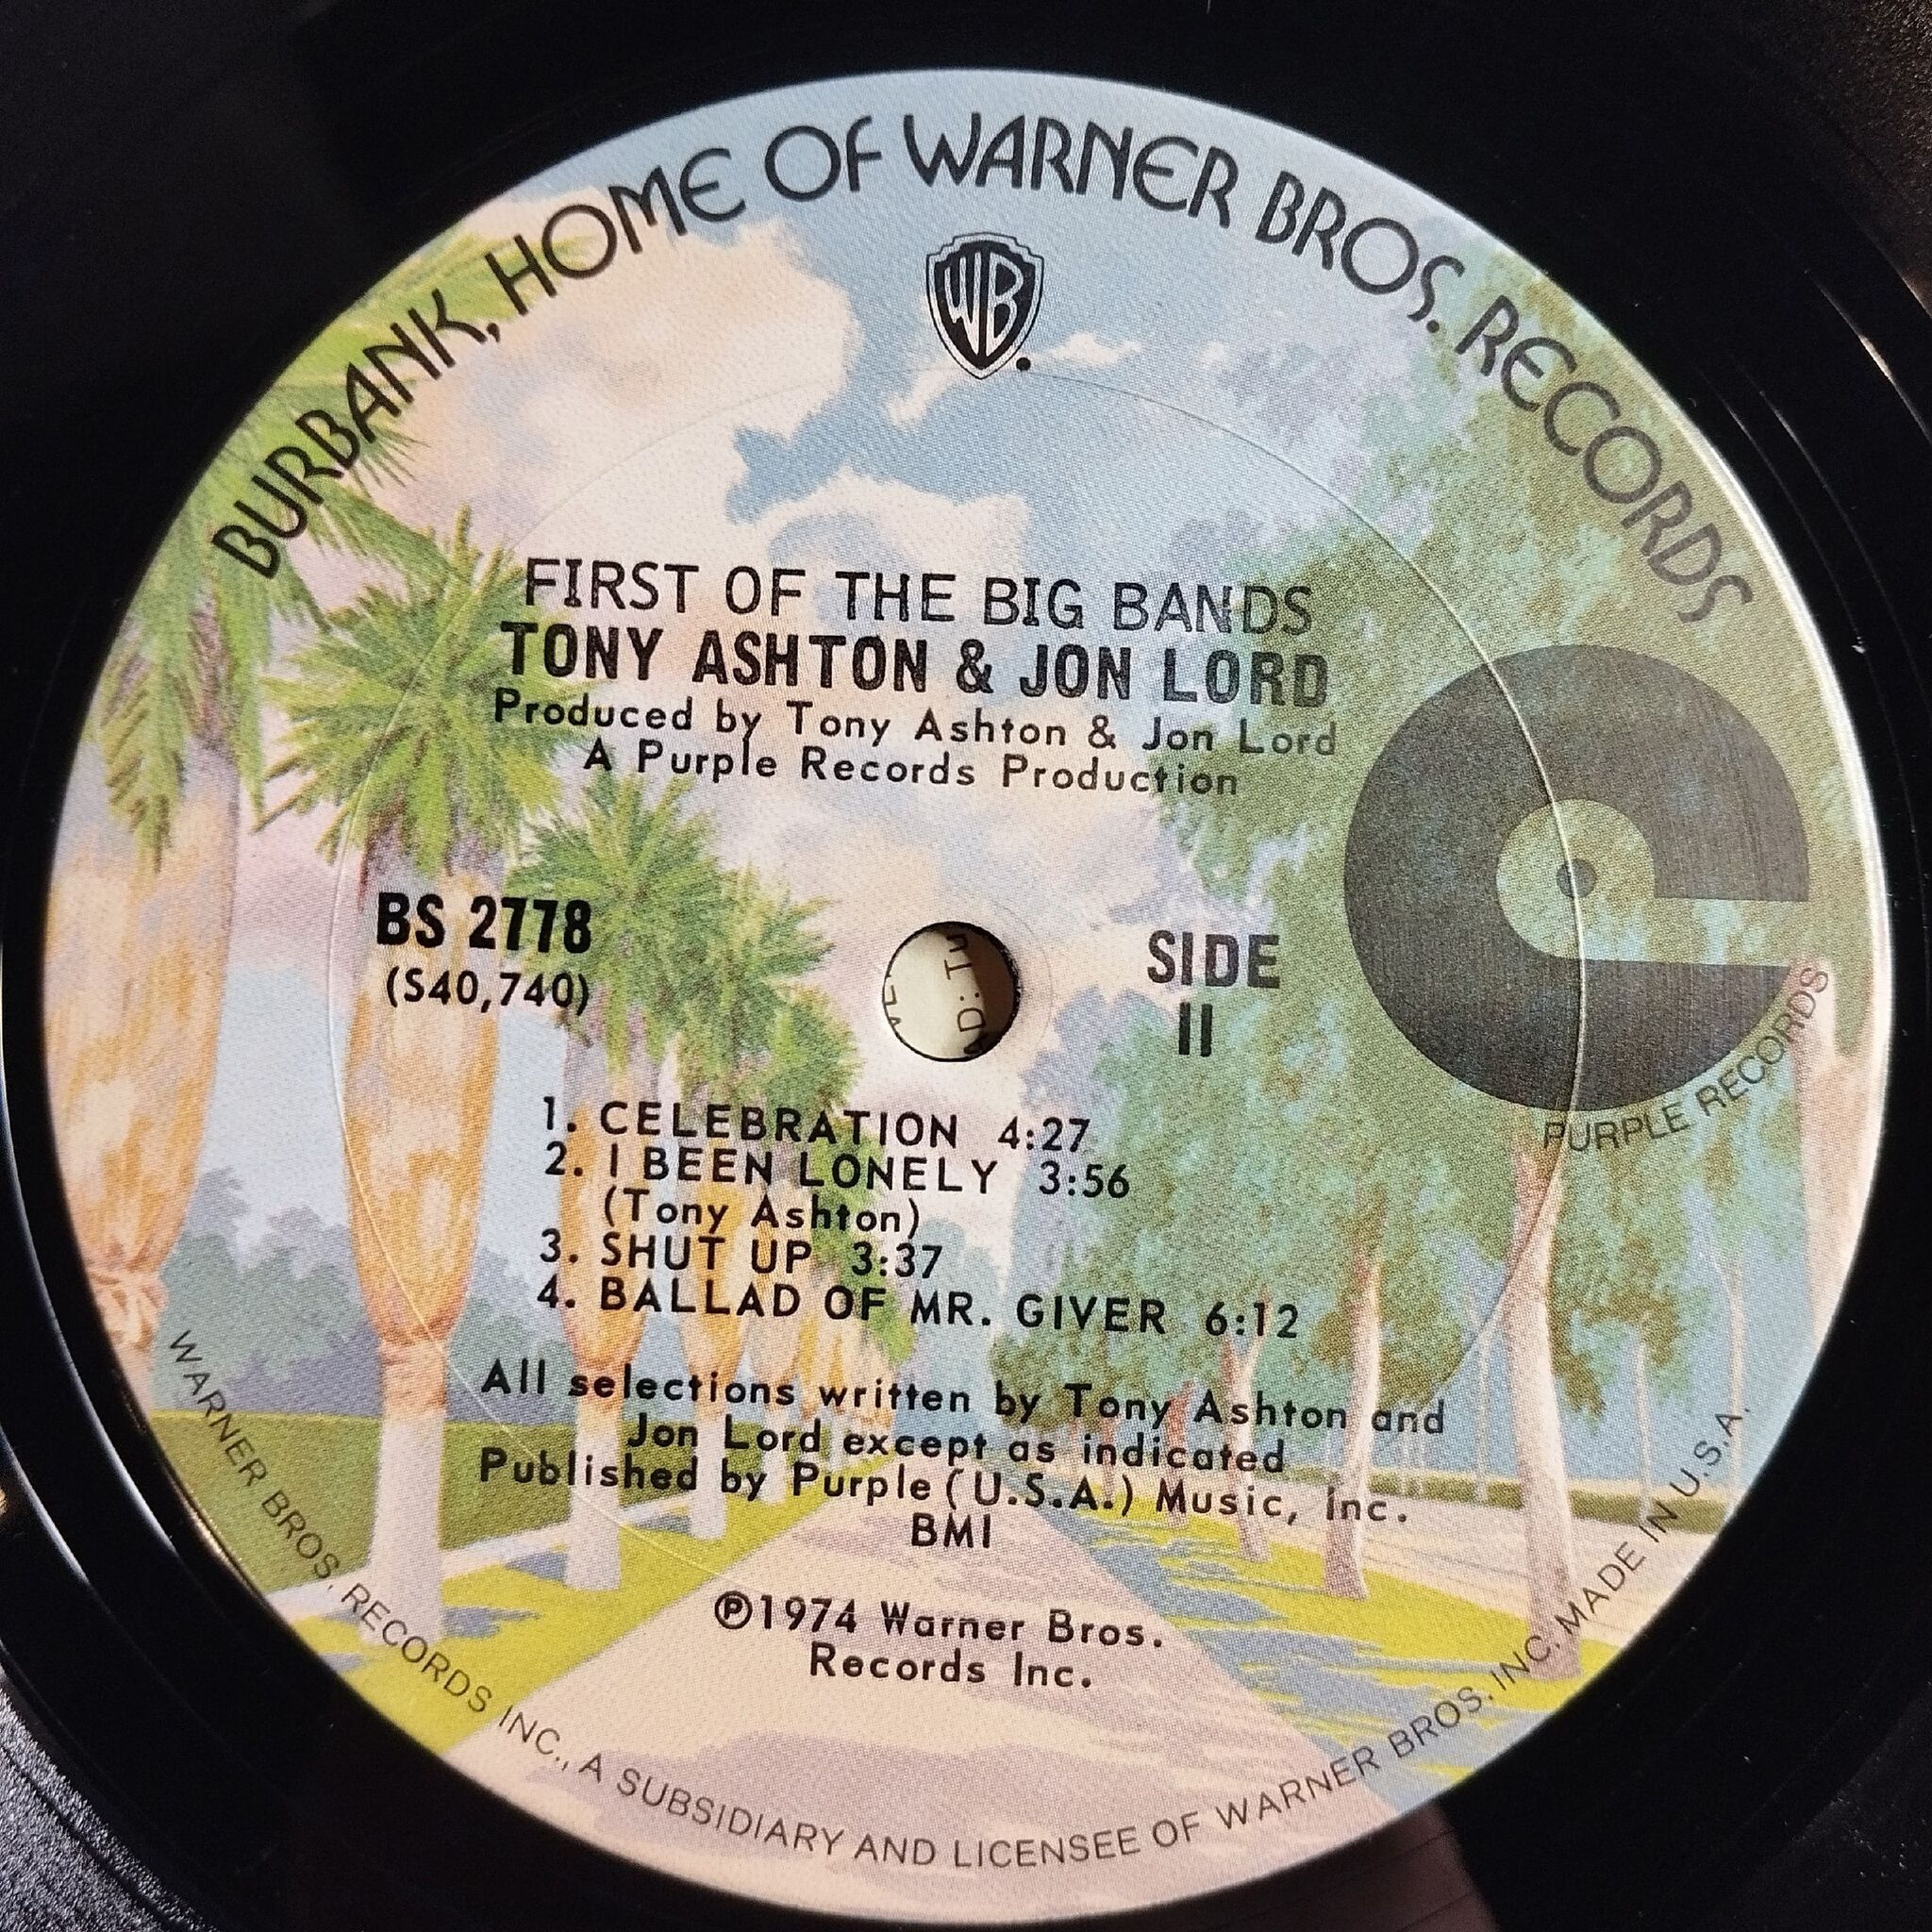 BURBANK, HOME OF WARNER BROS. RECORDS
WB
FIRST OF THE BIG BANDS
TONY ASHTON & JON LORD
Produced by Tony Ashton & Jon Lord
A Purple Records Production
BS 2778
(S40,740)
SIDE
II
PURPLE RECORDS
1. CELEBRATION 4:27
2. I BEEN LONELY 3:56
(Tony Ashton)
3. SHUT UP 3:37
4. BALLAD OF MR. GIVER 6:12
All selections written by Tony Ashton and
Jon Lord except as indicated
Published by Purple (U.S.A.) Music, Inc.
BMI
℗1974 Warner Bros.
Records Inc.
WARNER BROS. RECORDS INC., A SUBSIDIARY AND LICENSEE OF WARNER BROS. INC. MADE IN U.S.A.